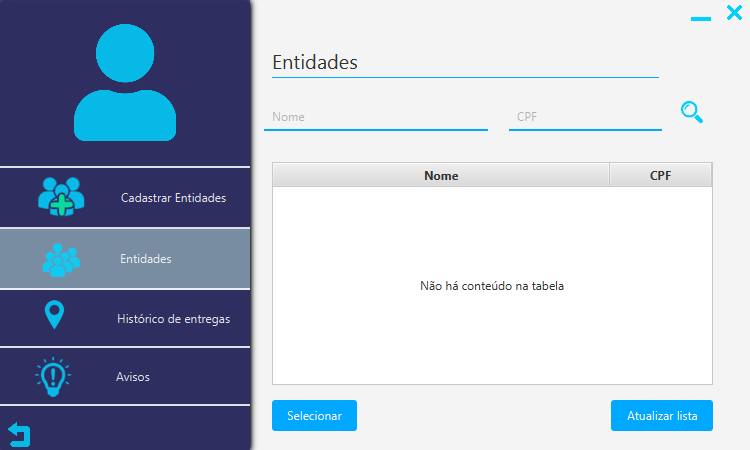 Cadastrar Entidades
Entidades
Histórico de entregas
Avisos
Entidades
Nome
CPF
Nome
CPF
Não há conteúdo na tabela
Selecionar
Atualizar lista